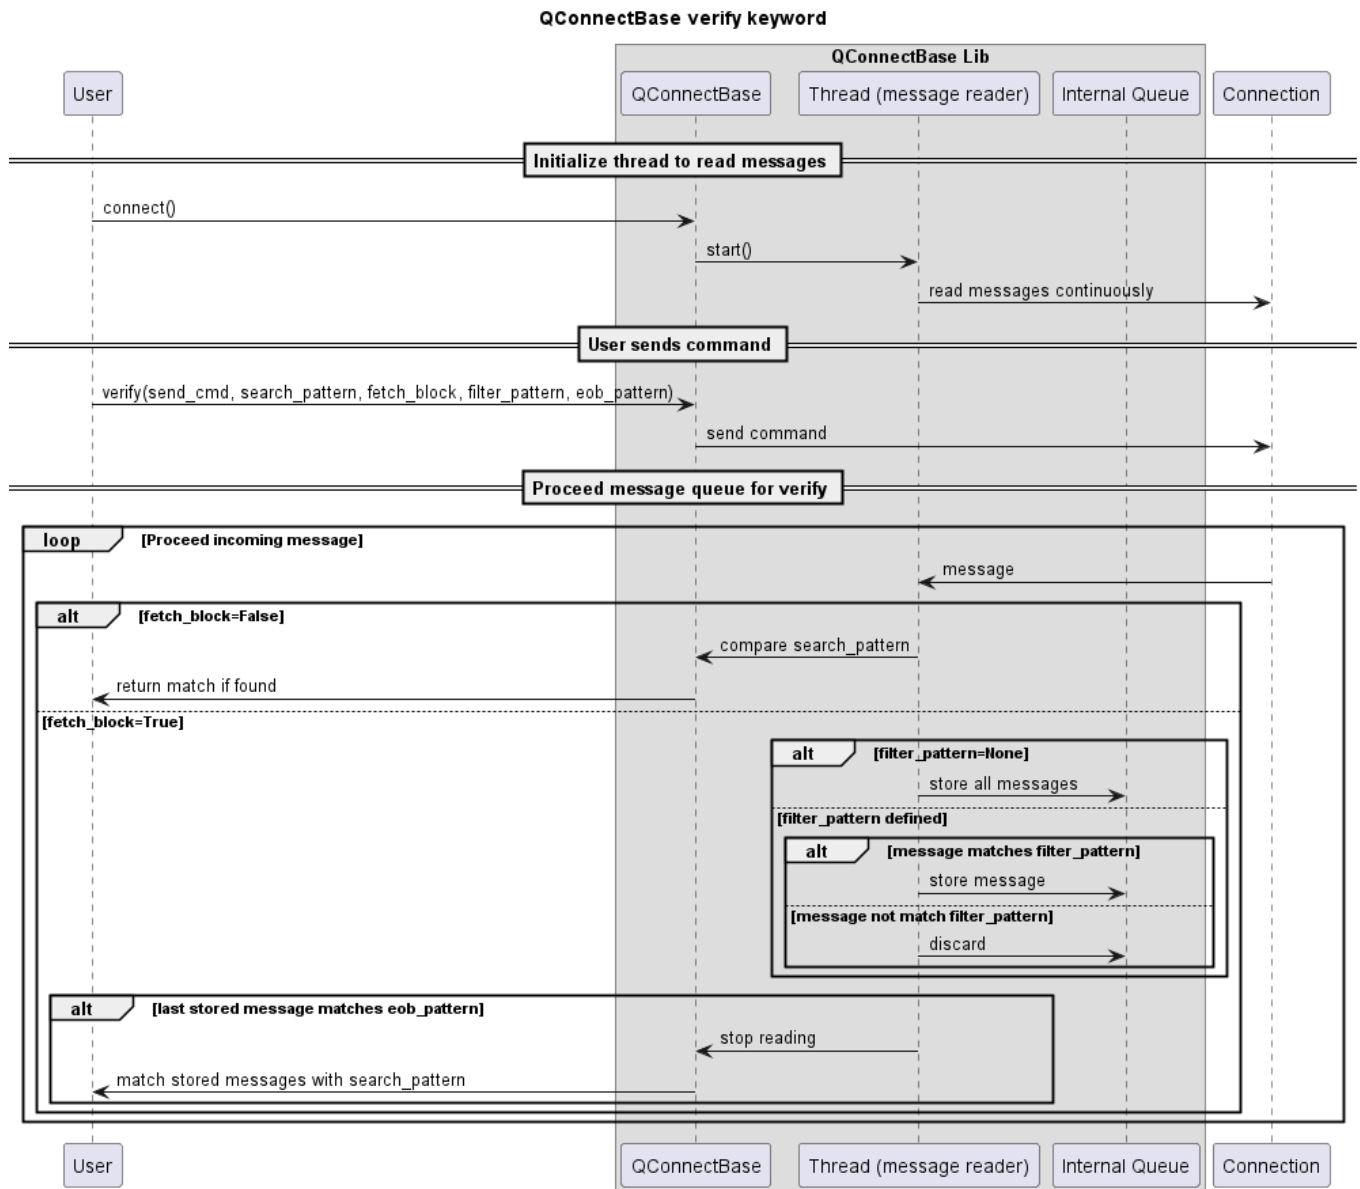 QConnectBase verify keyword
QConnectBase Lib
User
QConnectBase
Thread (message reader)
Internal Queue
Connection
Initialize thread to read messages
connect()
start()
read messages continuously
User sends command
verify(send_cmd, search_pattern, fetch_block, filter_pattern, eob_pattern)
send command
Proceed message queue for verify
loop [Proceed incoming message]
message
alt [fetch_block=False]
compare search_pattern
return match if found
[fetch_block=True]
alt [filter_pattern=None]
store all messages
[filter_pattern defined]
alt [message matches filter_pattern]
store message
[message not match filter_pattern]
discard
alt [last stored message matches eob_pattern]
stop reading
match stored messages with search_pattern
User
QConnectBase
Thread (message reader)
Internal Queue
Connection